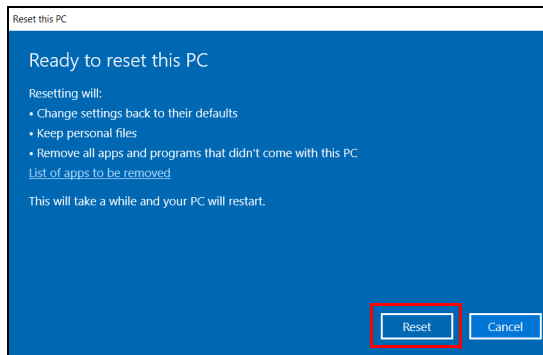 Reset this PC
Ready to reset this PC
Resetting will:
• Change settings back to their defaults
• Keep personal files
• Remove all apps and programs that didn't come with this PC
List of apps to be removed
This will take a while and your PC will restart.
Reset Cancel